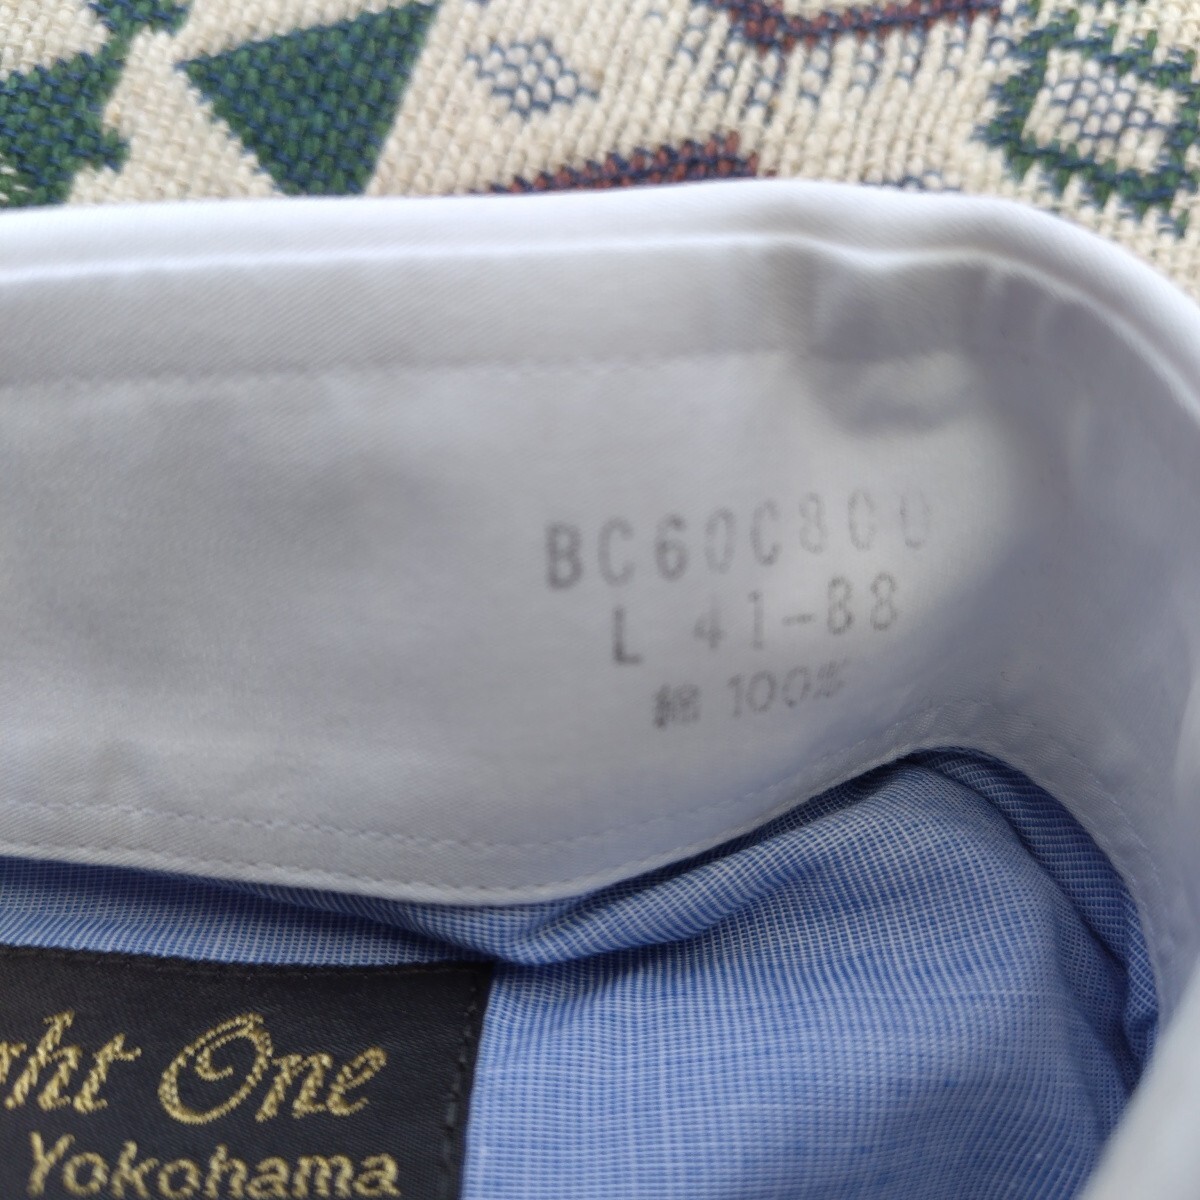 BC60C800
L 41-88
綿 100%
One
Yokohama